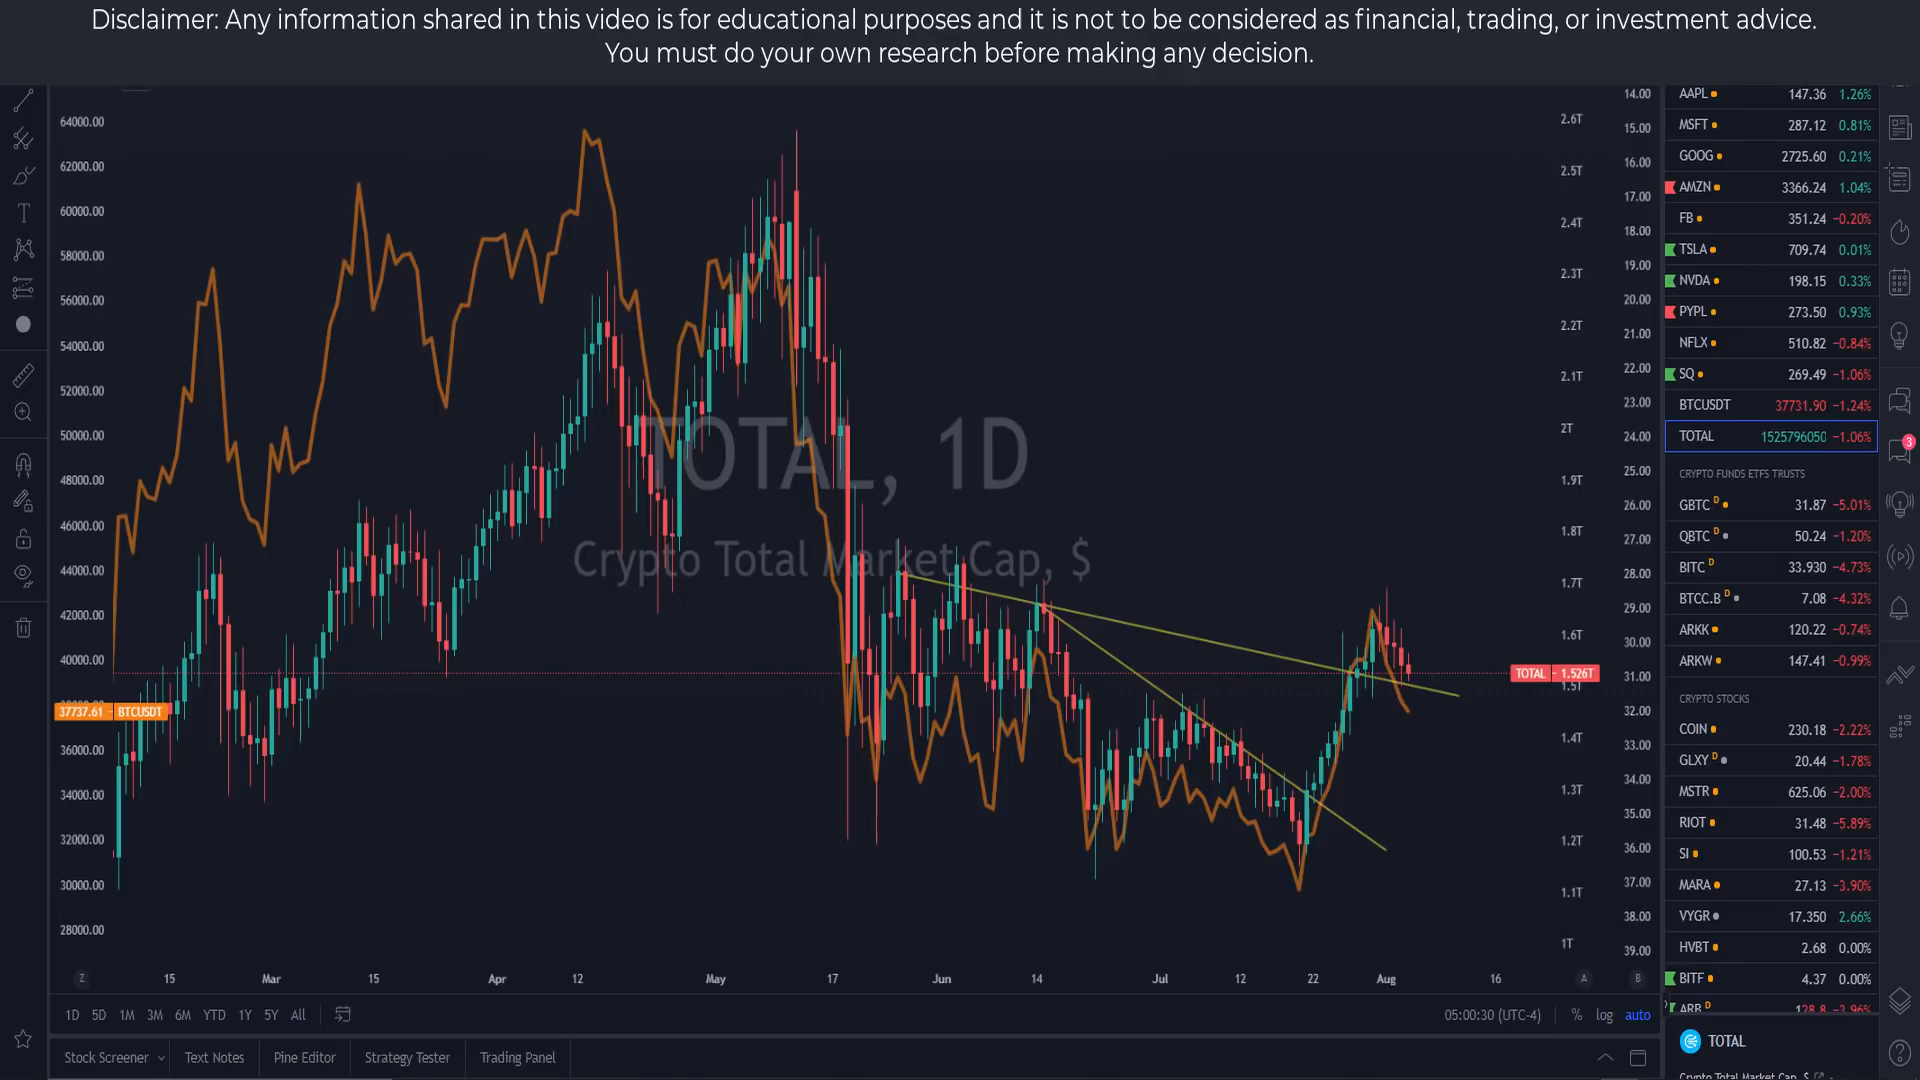 Disclaimer: Any information shared in this video is for educational purposes and it is not to be considered as financial, trading, or investment advice.
You must do your own research before making any decision.
64000.00
62000.00
60000.00
58000.00
56000.00
54000.00
52000.00
50000.00
48000.00
46000.00
44000.00
42000.00
40000.00
37737.61 BTCUSDT
36000.00
34000.00
32000.00
30000.00
28000.00
TOTAL, 1D
Crypto Total Market Cap, $
2.6T
2.5T
2.4T
2.3T
2.2T
2.1T
2T
1.9T
1.8T
1.7T
1.6T
TOTAL 1.526T
1.5T
1.4T
1.3T
1.2T
1.1T
1T
14.00
15.00
16.00
17.00
18.00
19.00
20.00
21.00
22.00
23.00
24.00
25.00
26.00
27.00
28.00
29.00
30.00
31.00
32.00
33.00
34.00
35.00
36.00
37.00
38.00
39.00
Z 15 Mar 15 Apr 12 May 17 Jun 14 Jul 12 22 Aug 16 A B
1D 5D 1M 3M 6M YTD 1Y 5Y All 05:00:30 (UTC-4) % log auto
Stock Screener Text Notes Pine Editor Strategy Tester Trading Panel
AAPL 147.36 1.26%
MSFT 287.12 0.81%
GOOG 2725.60 0.21%
AMZN 3366.24 1.04%
FB 351.24 −0.20%
TSLA 709.74 0.01%
NVDA 198.15 0.33%
PYPL 273.50 0.93%
NFLX 510.82 −0.84%
SQ 269.49 −1.06%
BTCUSDT 37731.90 −1.24%
TOTAL 1525796050 −1.06%
CRYPTO FUNDS ETFS TRUSTS
GBTC D 31.87 −5.01%
QBTC D 50.24 −1.20%
BITC D 33.930 −4.73%
BTCC.B D 7.08 −4.32%
ARKK 120.22 −0.74%
ARKW 147.41 −0.99%
CRYPTO STOCKS
COIN 230.18 −2.22%
GLXY D 20.44 −1.78%
MSTR 625.06 −2.00%
RIOT 31.48 −5.89%
SI 100.53 −1.21%
MARA 27.13 −3.90%
VYGR 17.350 2.66%
HVBT 2.68 0.00%
BITF 4.37 0.00%
ARB D 128.8 −3.96%
TOTAL
Crypto Total Market Cap, $
3